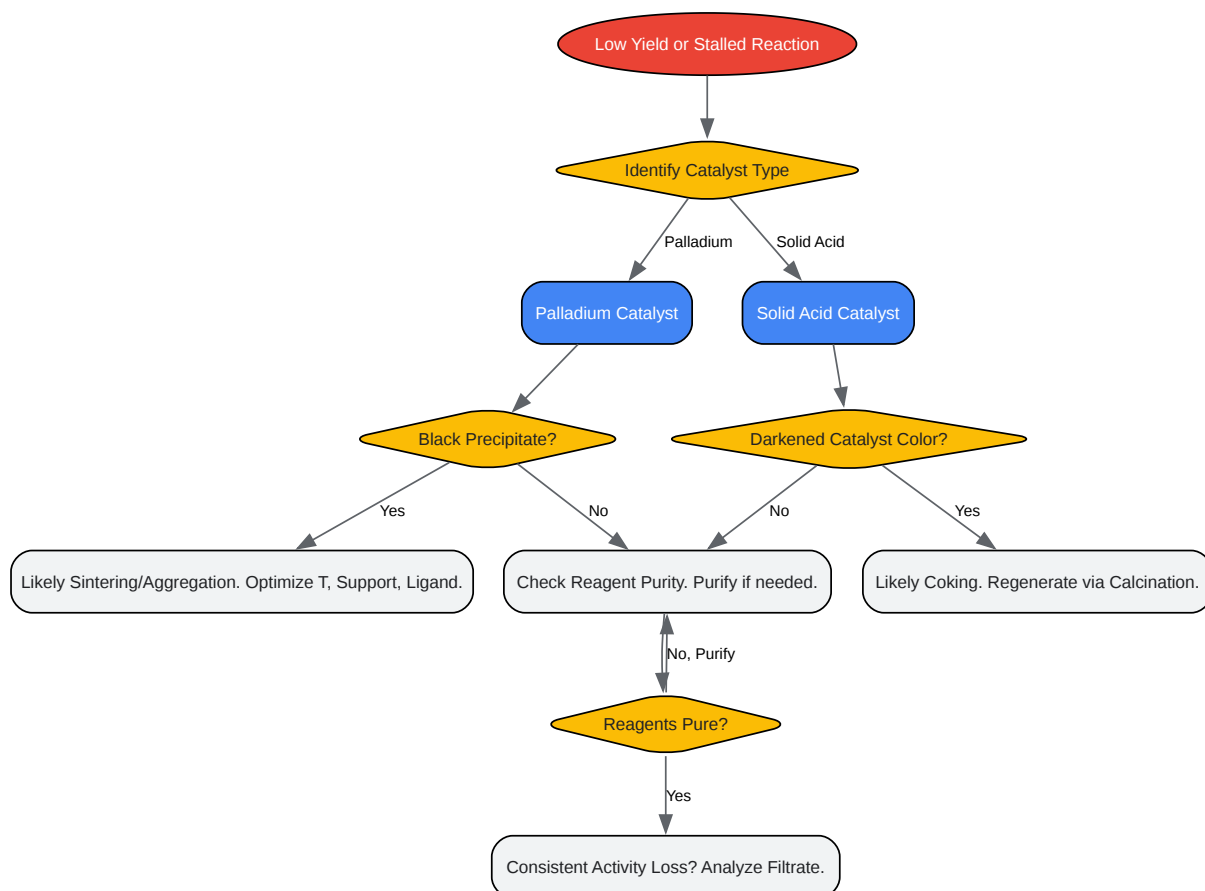 Low Yield or Stalled Reaction
Identify Catalyst Type
Palladium
Solid Acid
Palladium Catalyst
Solid Acid Catalyst
Black Precipitate?
Darkened Catalyst Color?
Yes
No
No
Yes
Likely Sintering/Aggregation. Optimize T, Support, Ligand.
Check Reagent Purity. Purify if needed.
Likely Coking. Regenerate via Calcination.
No, Purify
Reagents Pure?
Yes
Consistent Activity Loss? Analyze Filtrate.